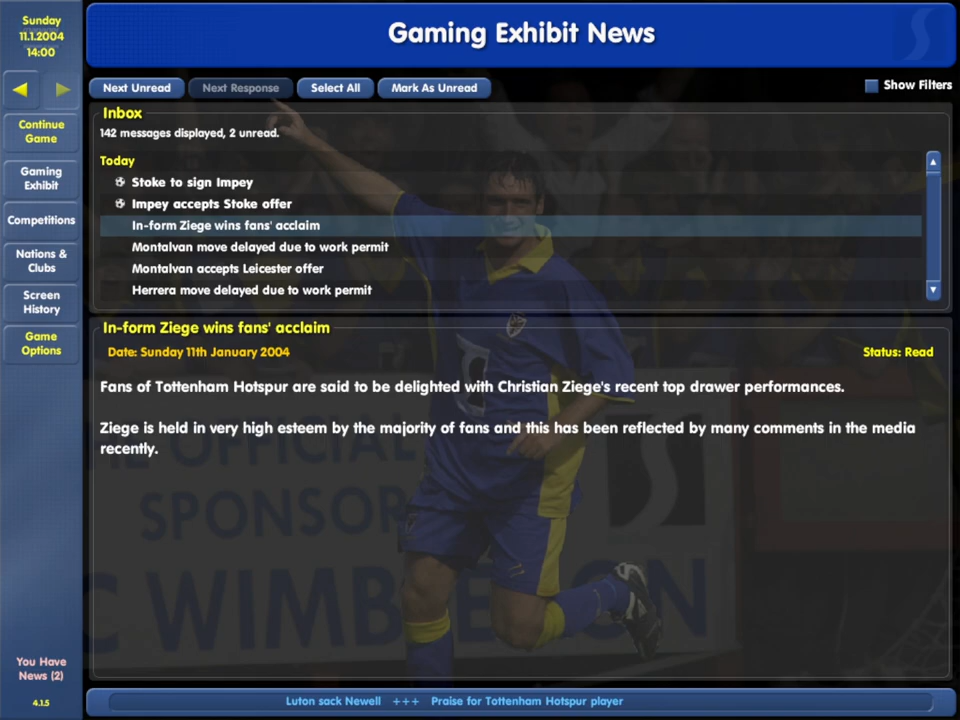 Sunday
11.1.2004
14:00
Gaming Exhibit News
Next Unread
Next Response
Select All
Mark As Unread
Show Filters
Continue
Game
Gaming
Exhibit
Competitions
Nations &
Clubs
Screen
History
Game
Options
Inbox
142 messages displayed, 2 unread.
Today
Stoke to sign Impey
Impey accepts Stoke offer
In-form Ziege wins fans' acclaim
Montalvan move delayed due to work permit
Montalvan accepts Leicester offer
Herrera move delayed due to work permit
In-form Ziege wins fans' acclaim
Date: Sunday 11th January 2004
Status: Read
Fans of Tottenham Hotspur are said to be delighted with Christian Ziege's recent top drawer performances.
Ziege is held in very high esteem by the majority of fans and this has been reflected by many comments in the media
recently.
OFFICIAL
SPONSOR
C WIMBLEDON
You Have
News (2)
4.1.5
Luton sack Newell +++ Praise for Tottenham Hotspur player